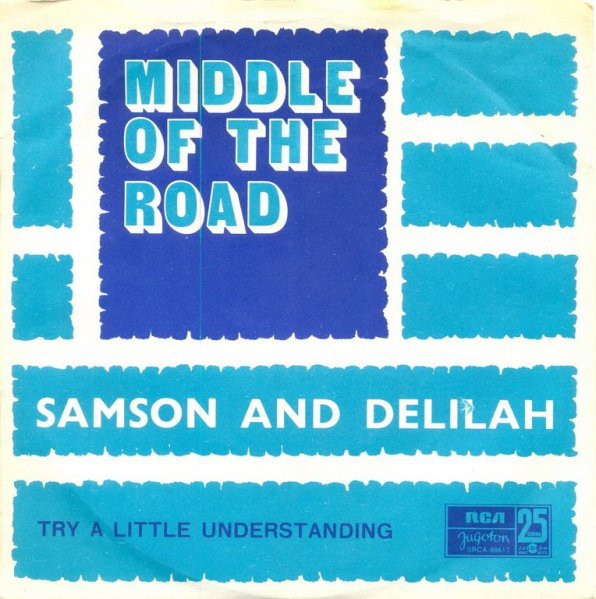 MIDDLE
OF THE
ROAD
SAMSON AND DELILAH
TRY A LITTLE UNDERSTANDING
RCA
Jugoton
25